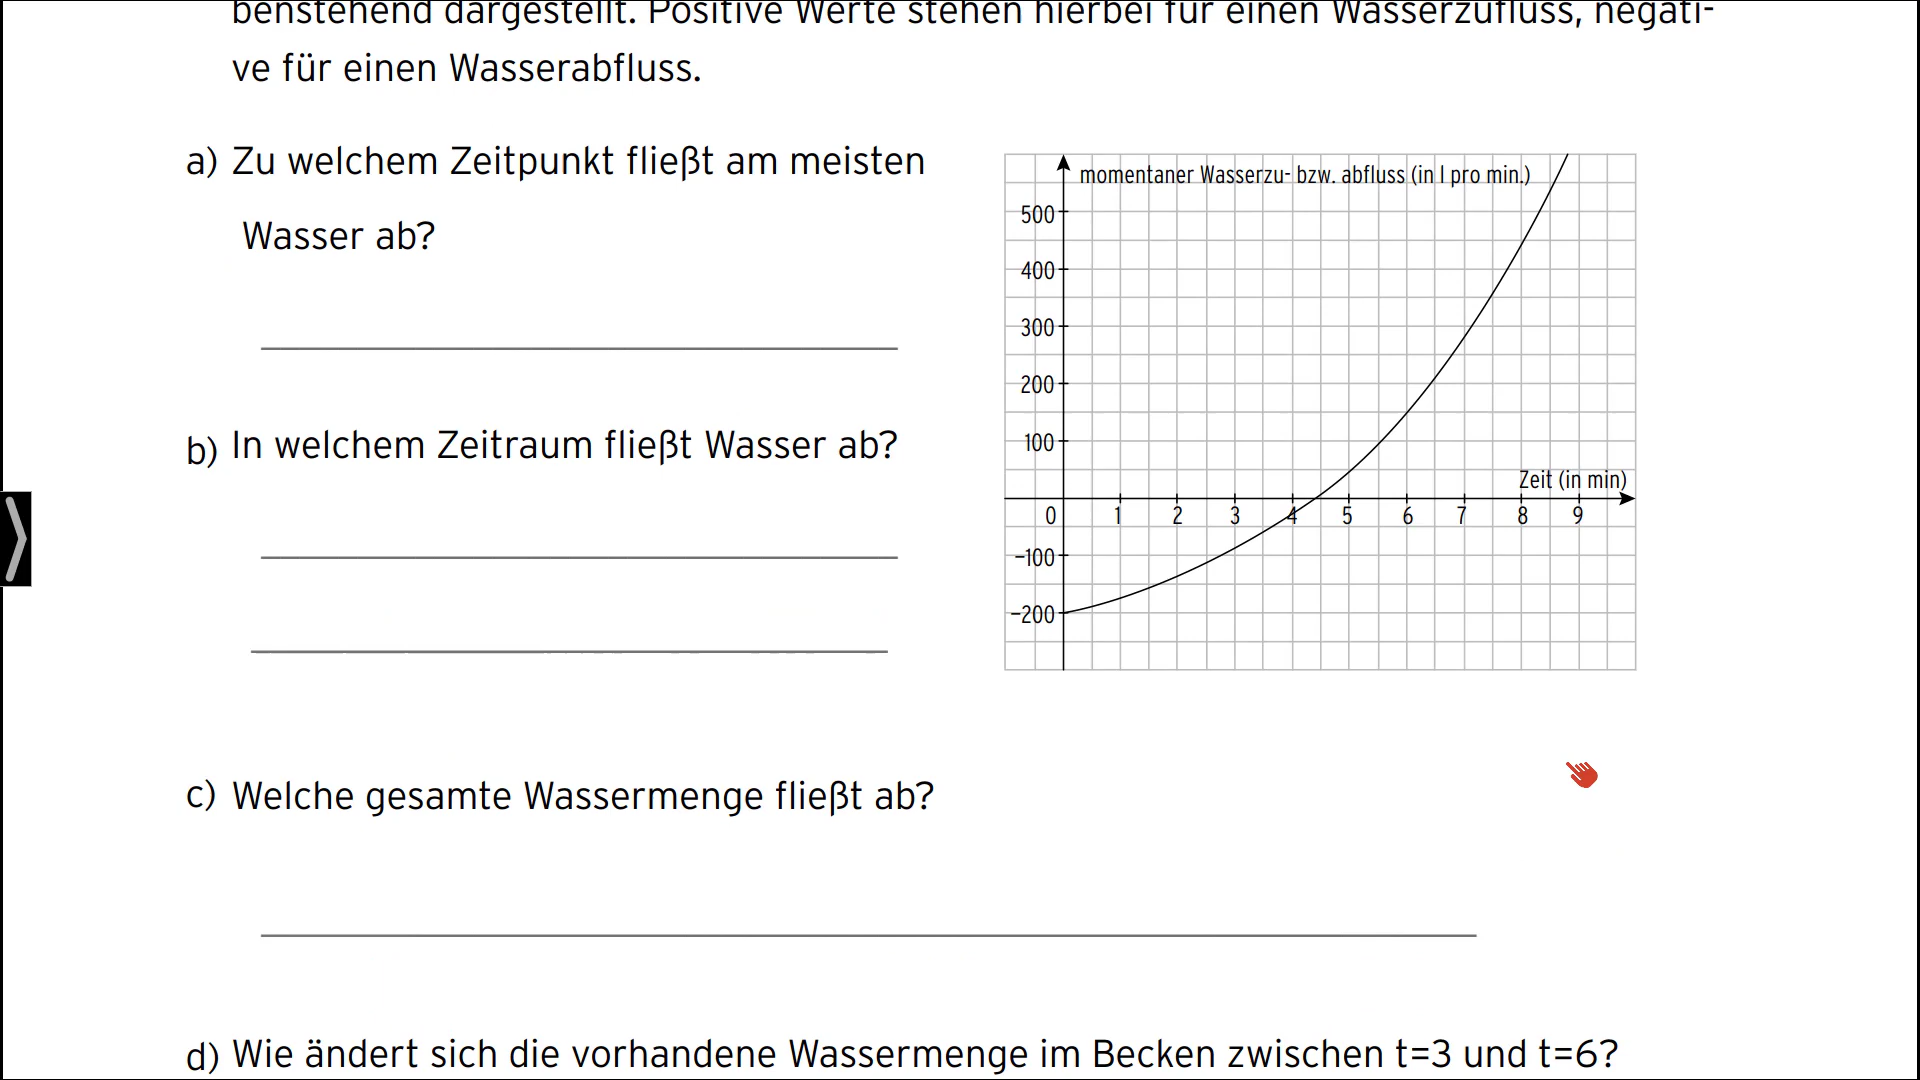 benstehend dargestellt. Positive Werte stehen hierbei für einen Wasserzufluss, negati-
ve für einen Wasserabfluss.
a) Zu welchem Zeitpunkt fließt am meisten
Wasser ab?
b) In welchem Zeitraum fließt Wasser ab?
momentaner Wasserzu- bzw. abfluss (in l pro min.)
500
400
300
200
100
Zeit (in min)
0 1 2 3 4 5 6 7 8 9
−100
−200
c) Welche gesamte Wassermenge fließt ab?
d) Wie ändert sich die vorhandene Wassermenge im Becken zwischen t=3 und t=6?